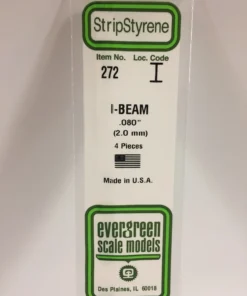 StripStyrene
Item No. Loc. Code
272
I-BEAM
.080"
(2.0 mm)
4 Pieces
Made in U.S.A.
evergreen
scale models
Des Plaines, IL 60018